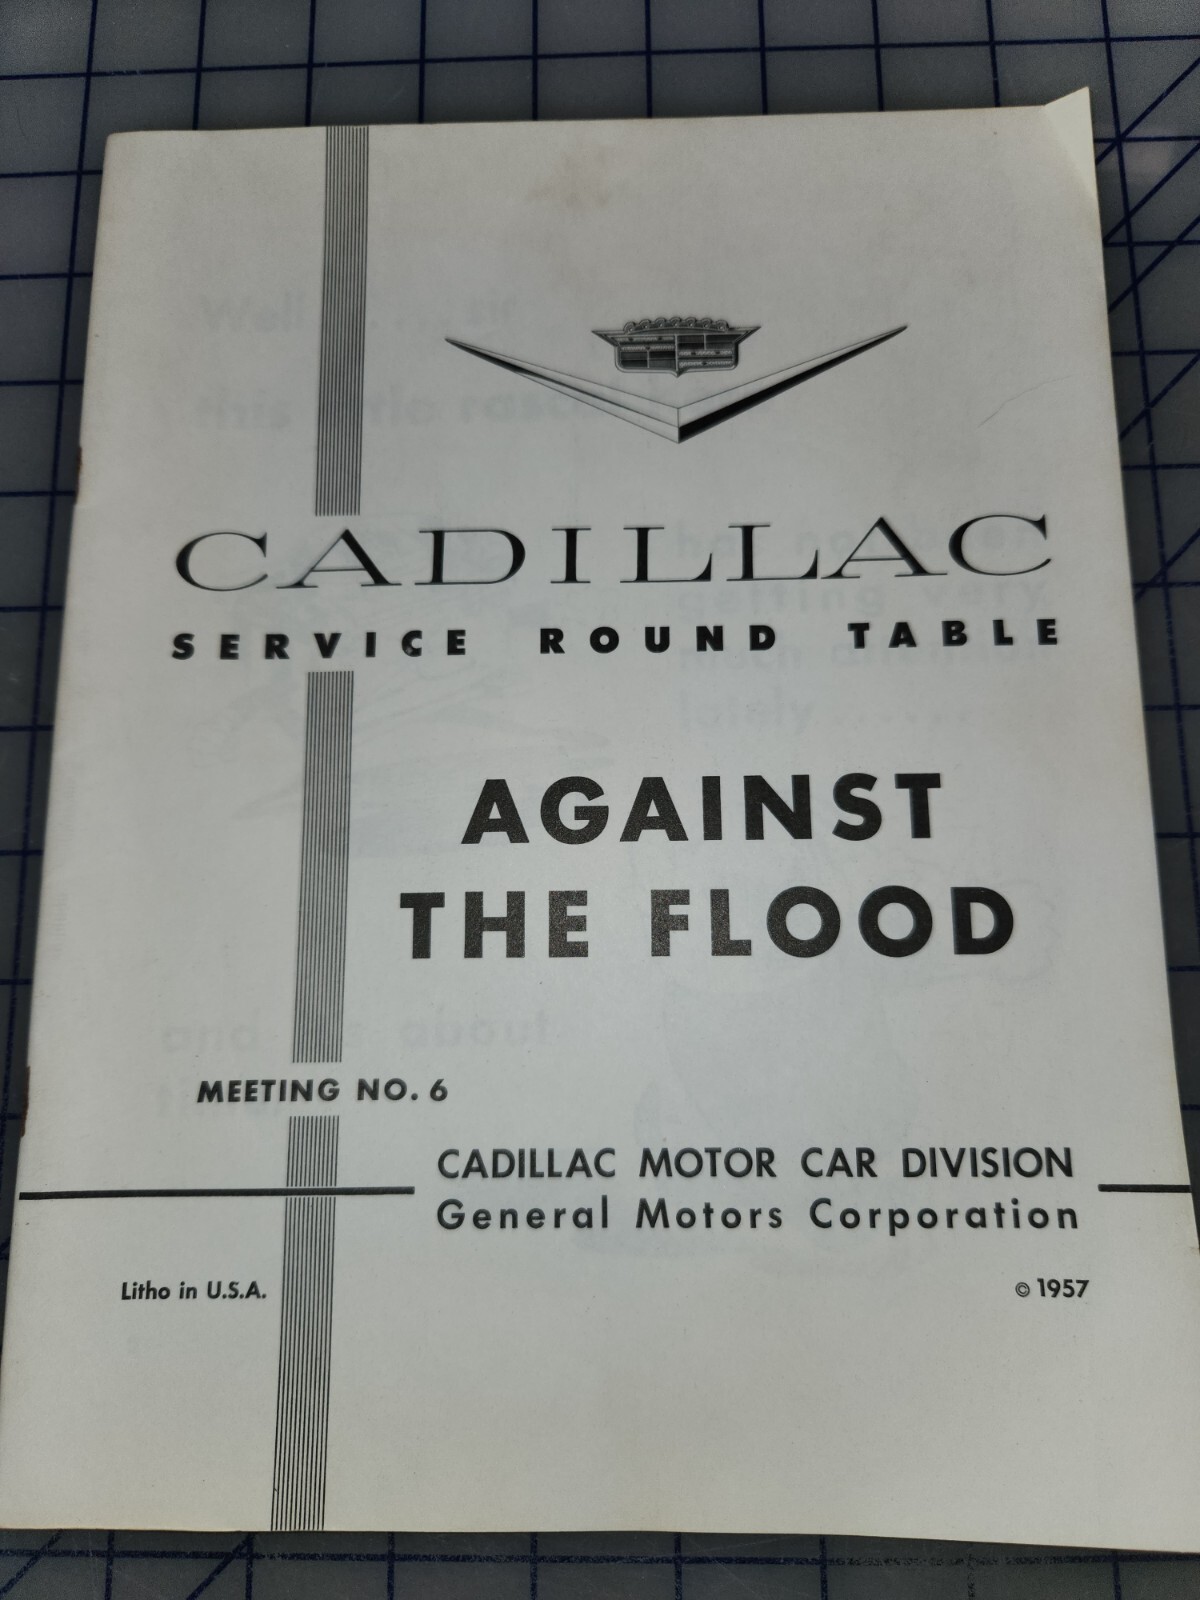 CADILLAC
SERVICE ROUND TABLE
AGAINST
THE FLOOD
MEETING NO. 6
CADILLAC MOTOR CAR DIVISION
General Motors Corporation
Litho in U.S.A.
© 1957